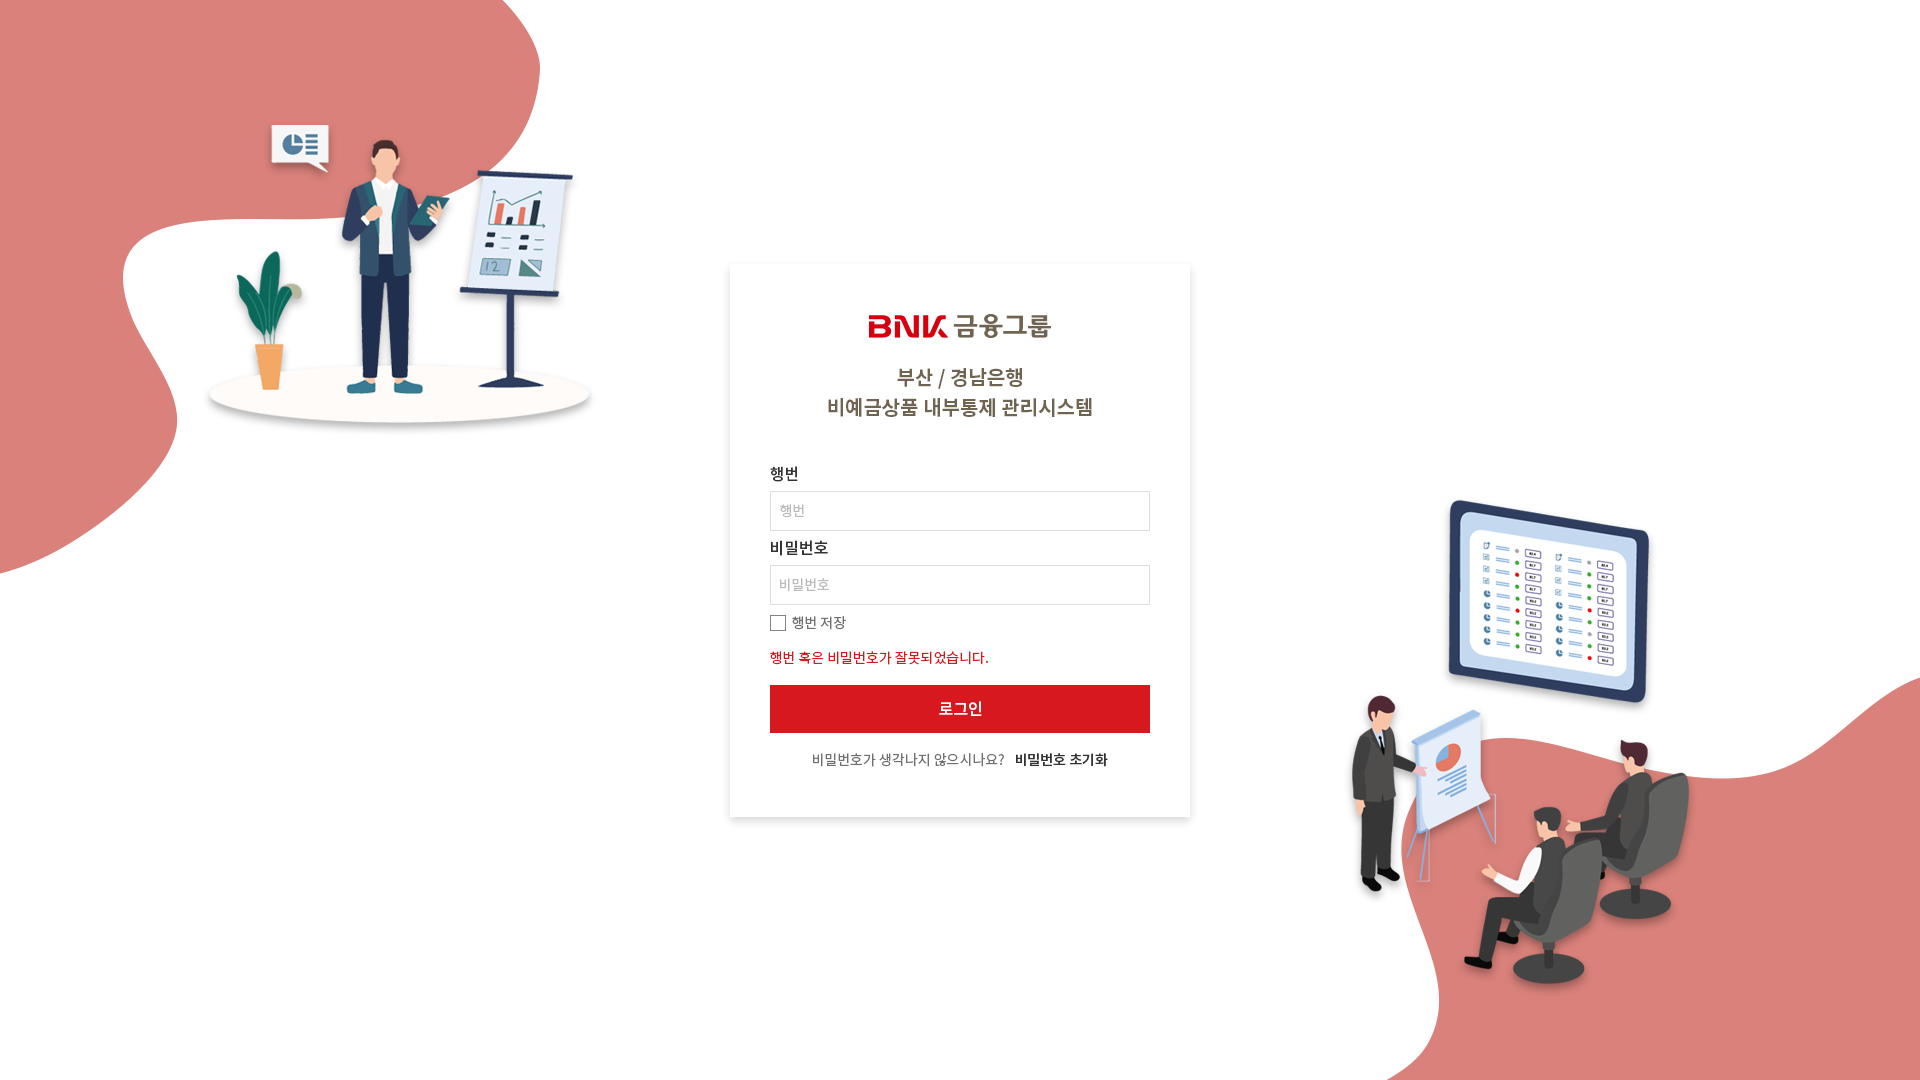 BNK 금융그룹
부산 / 경남은행
비예금상품 내부통제 관리시스템
행번
행번
비밀번호
비밀번호
행번 저장
행번 혹은 비밀번호가 잘못되었습니다.
로그인
비밀번호가 생각나지 않으시나요? 비밀번호 초기화